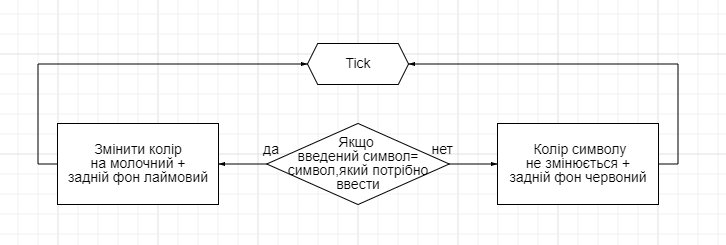 Tick
Змінити колір
на молочний +
задній фон лаймовий
да
Якщо
введений символ=
символ,який потрібно
ввести
нет
Колір символу
не змінюється +
задній фон червоний